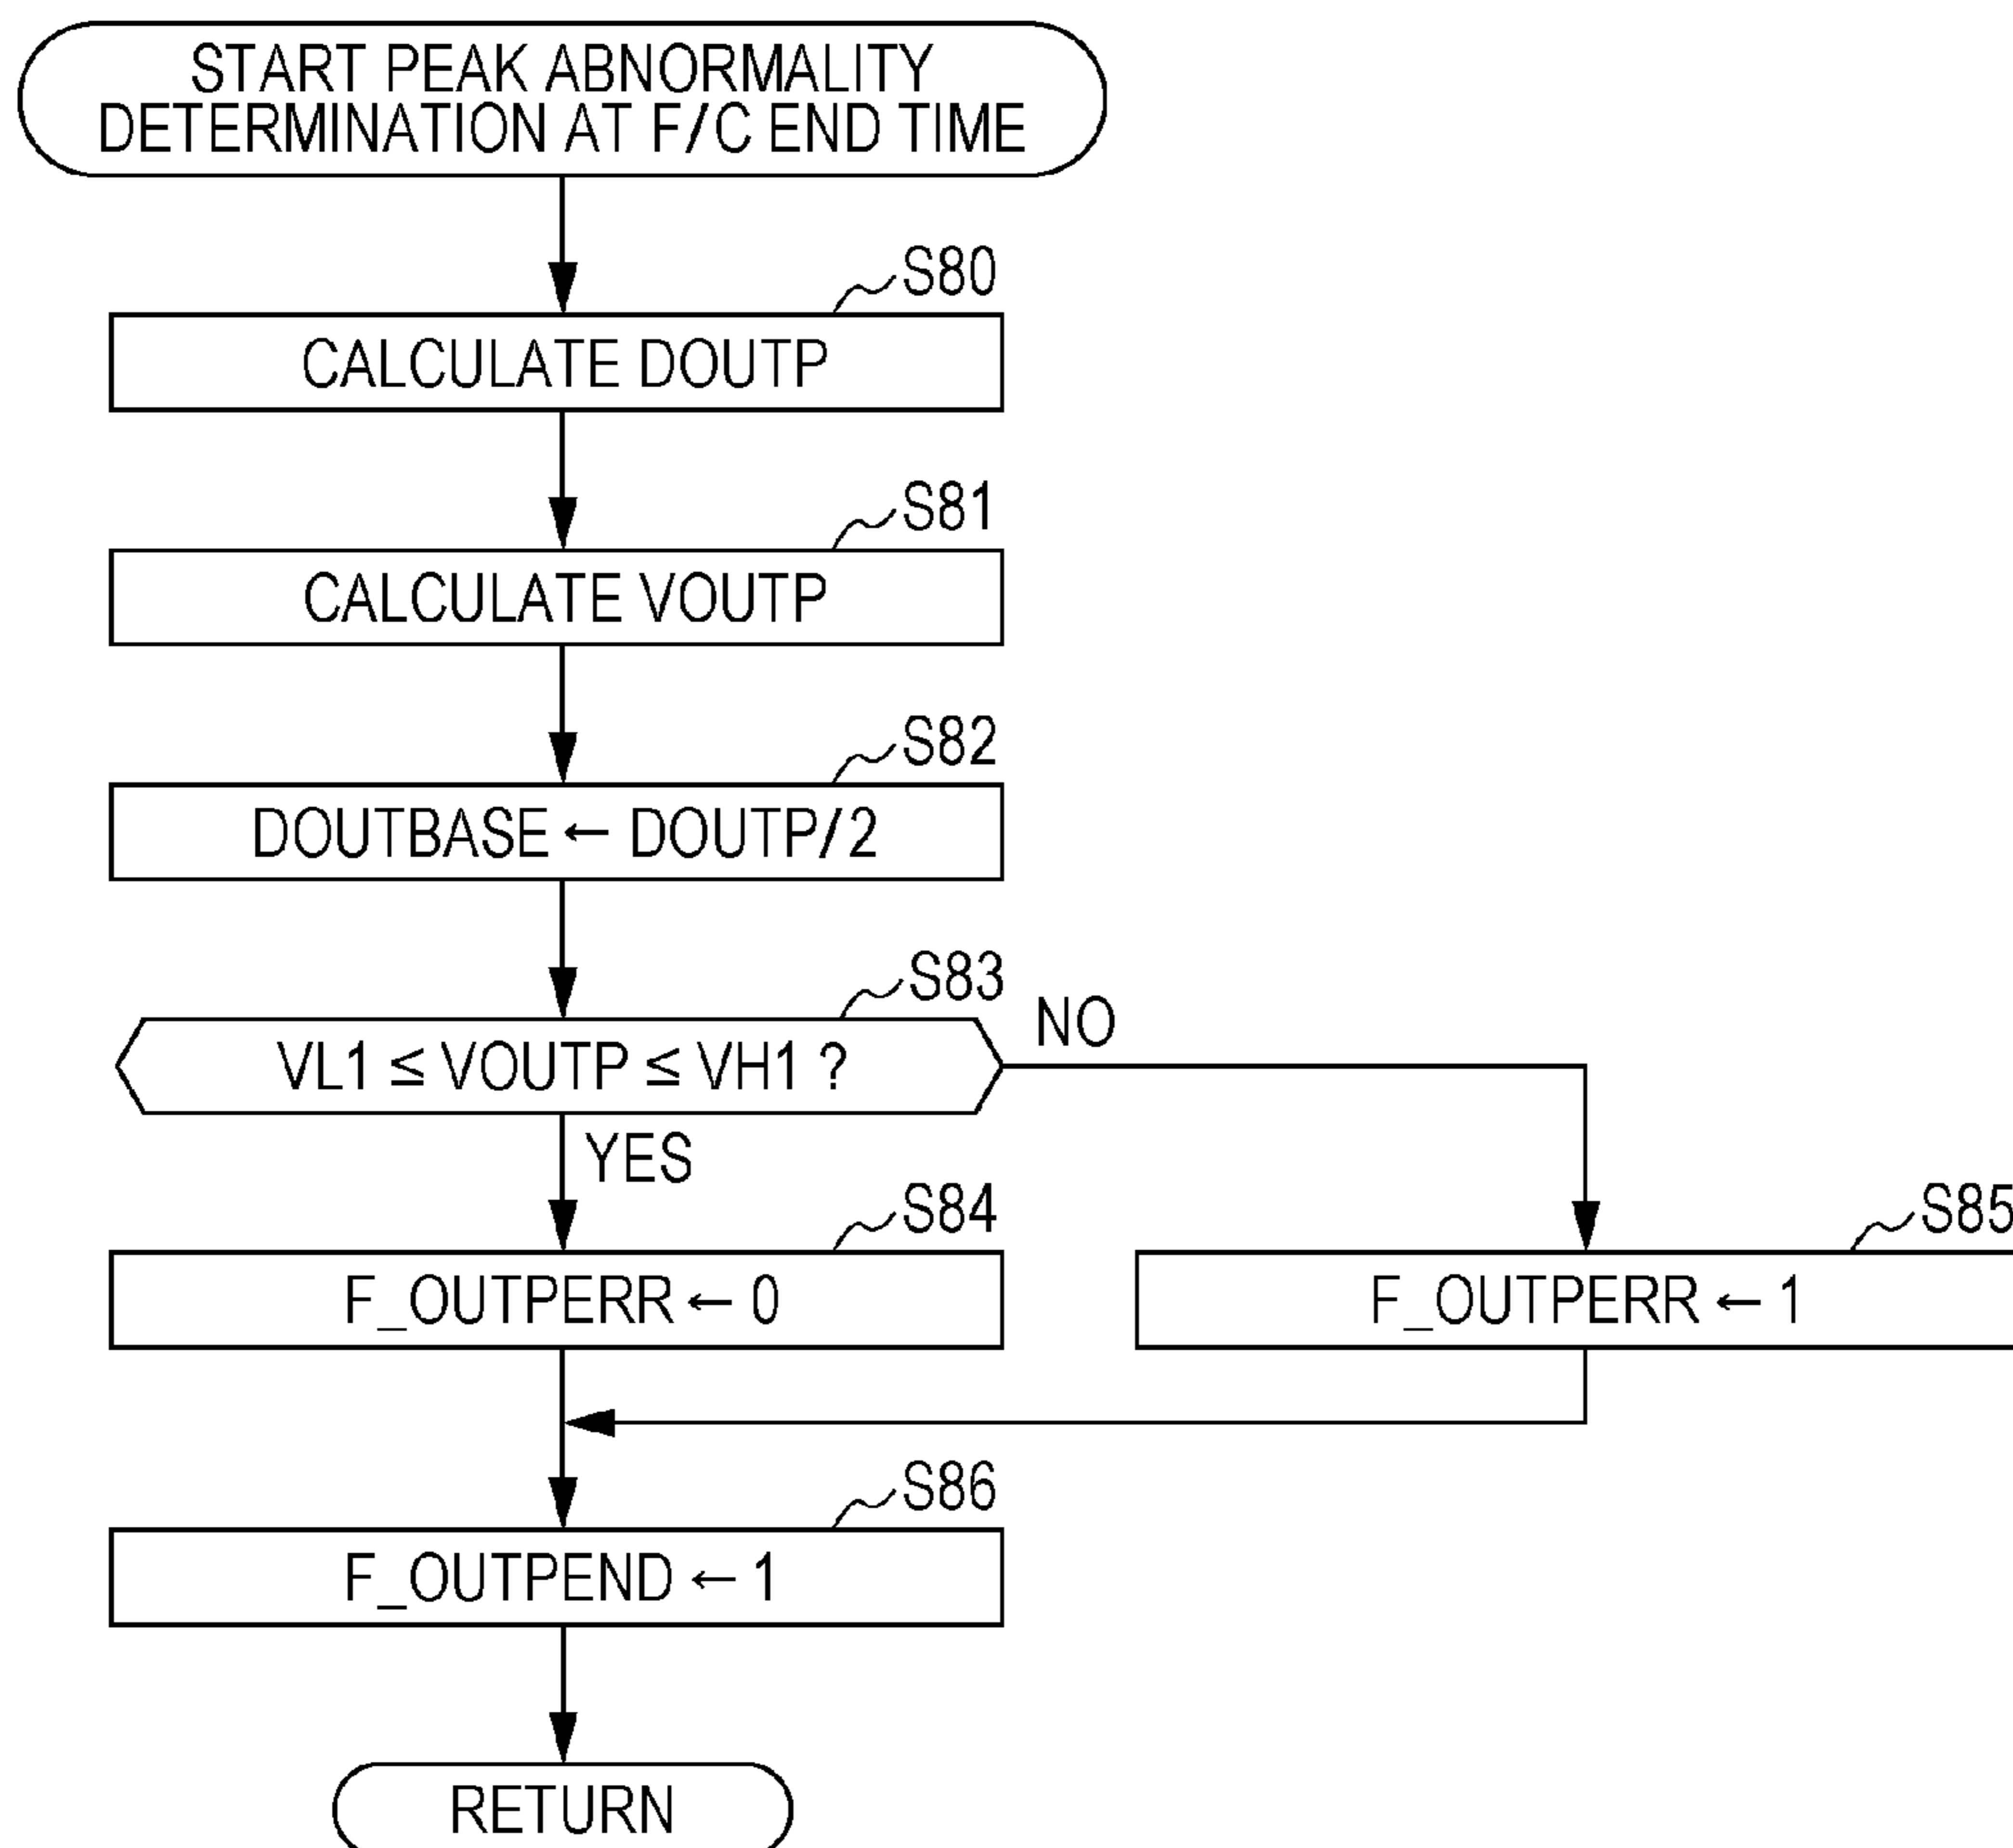 START PEAK ABNORMALITY
DETERMINATION AT F/C END TIME
S80
CALCULATE DOUTP
S81
CALCULATE VOUTP
S82
DOUTBASE ← DOUTP/2
S83
VL1 ≤ VOUTP ≤ VH1 ?
NO
YES
S84
F_OUTPERR ← 0
S85
F_OUTPERR ← 1
S86
F_OUTPEND ← 1
RETURN